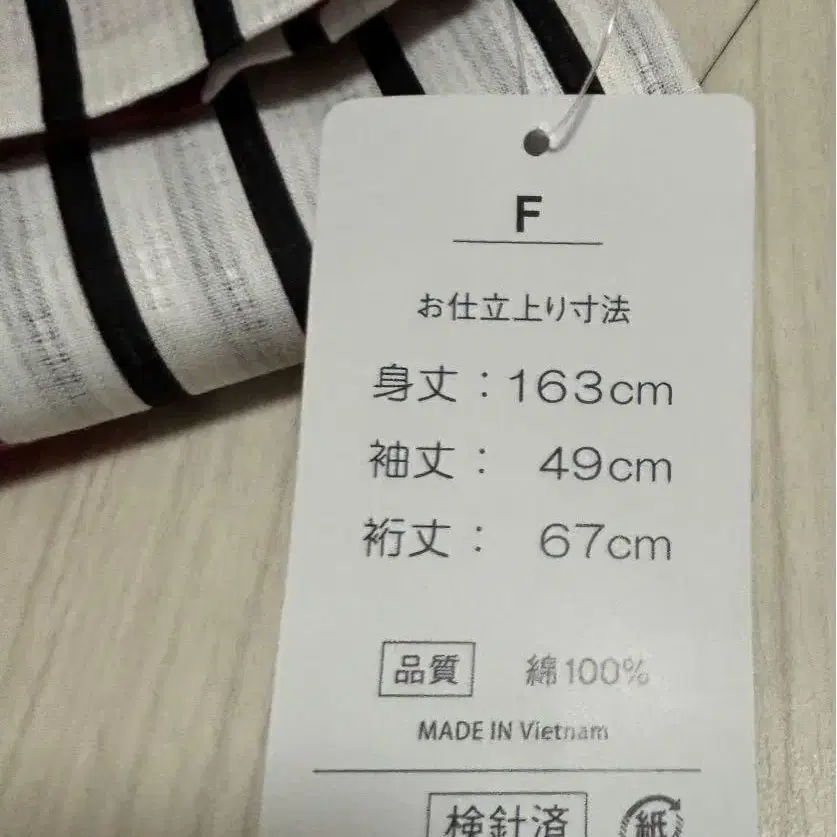 F
お仕立上り寸法
身丈：163cm
袖丈： 49cm
裄丈： 67cm
品質 綿100%
MADE IN Vietnam
検針済 紙